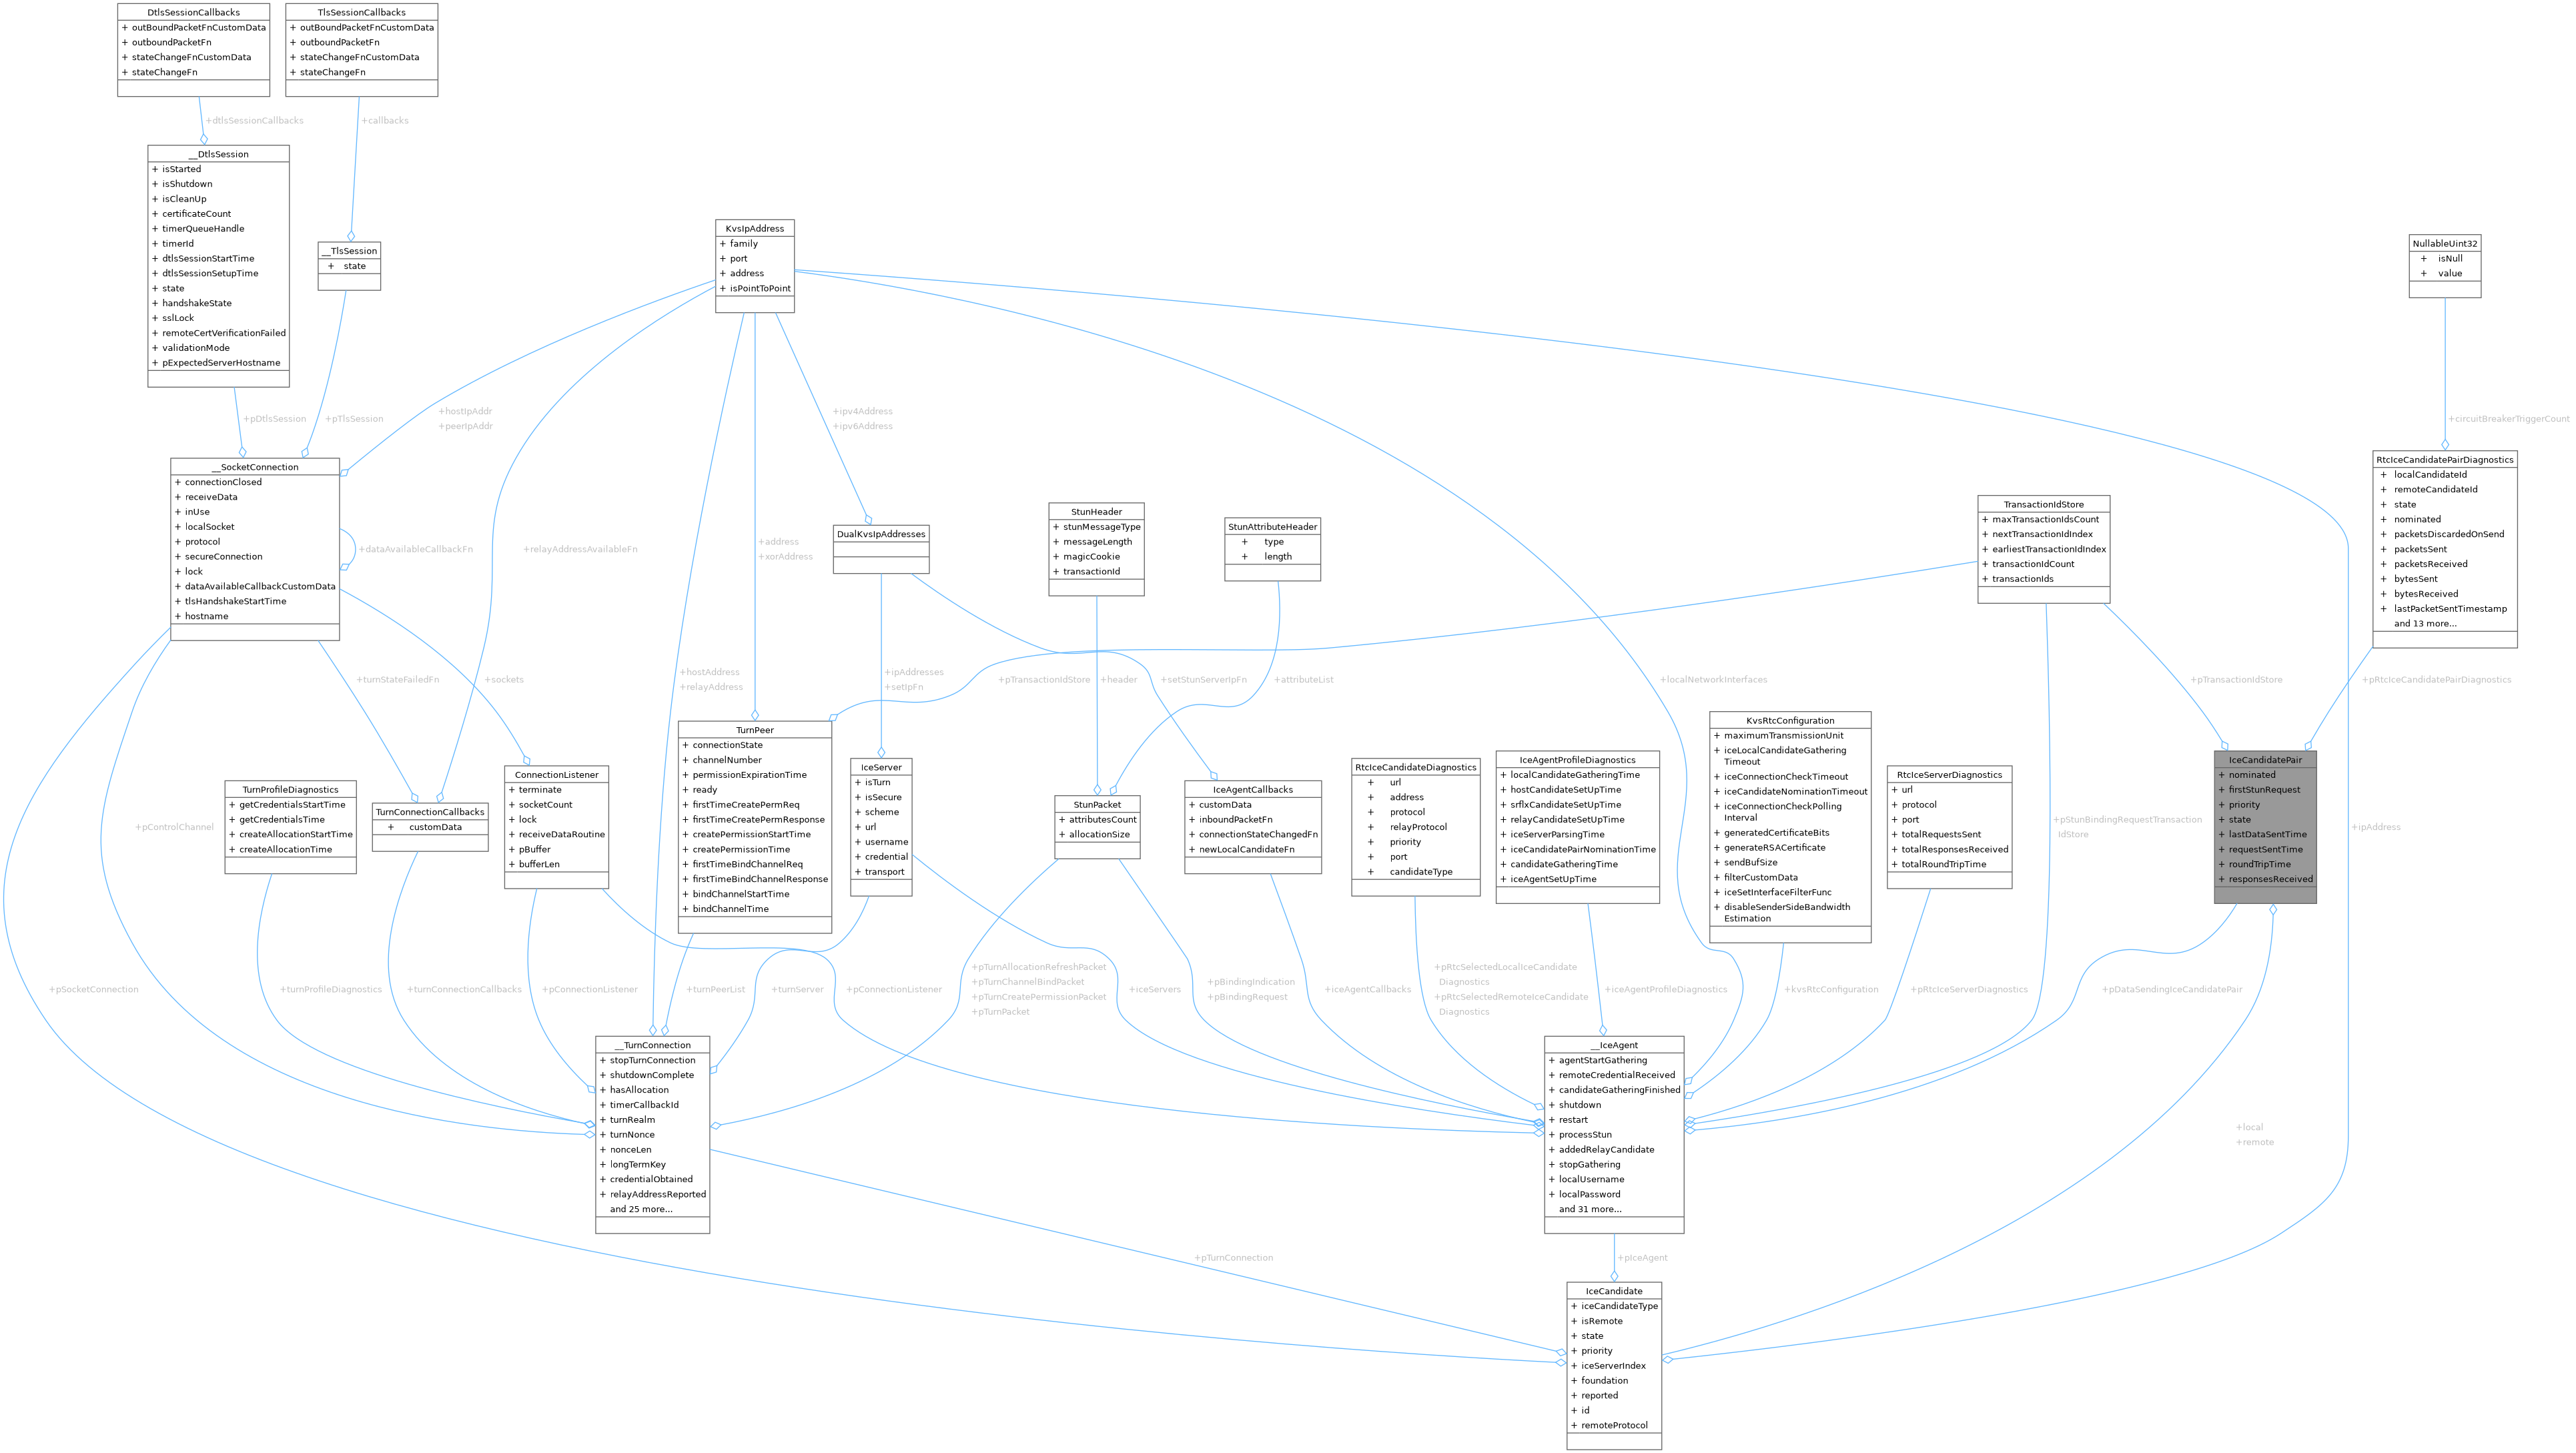 DtlsSessionCallbacks
+ outBoundPacketFnCustomData
+ outboundPacketFn
+ stateChangeFnCustomData
+ stateChangeFn
TlsSessionCallbacks
+ outBoundPacketFnCustomData
+ outboundPacketFn
+ stateChangeFnCustomData
+ stateChangeFn
+dtlsSessionCallbacks
+callbacks
__DtlsSession
+ isStarted
+ isShutdown
+ isCleanUp
+ certificateCount
+ timerQueueHandle
+ timerId
+ dtlsSessionStartTime
+ dtlsSessionSetupTime
+ state
+ handshakeState
+ sslLock
+ remoteCertVerificationFailed
+ validationMode
+ pExpectedServerHostname
__TlsSession
+ state
KvsIpAddress
+ family
+ port
+ address
+ isPointToPoint
NullableUint32
+ isNull
+ value
+pDtlsSession
+pTlsSession
+hostIpAddr
+peerIpAddr
+ipv4Address
+ipv6Address
+circuitBreakerTriggerCount
__SocketConnection
+ connectionClosed
+ receiveData
+ inUse
+ localSocket
+ protocol
+ secureConnection
+ lock
+ dataAvailableCallbackCustomData
+ tlsHandshakeStartTime
+ hostname
+dataAvailableCallbackFn
+relayAddressAvailableFn
+address
+xorAddress
DualKvsIpAddresses
StunHeader
+ stunMessageType
+ messageLength
+ magicCookie
+ transactionId
StunAttributeHeader
+ type
+ length
TransactionIdStore
+ maxTransactionIdsCount
+ nextTransactionIdIndex
+ earliestTransactionIdIndex
+ transactionIdCount
+ transactionIds
RtcIceCandidatePairDiagnostics
+ localCandidateId
+ remoteCandidateId
+ state
+ nominated
+ packetsDiscardedOnSend
+ packetsSent
+ packetsReceived
+ bytesSent
+ bytesReceived
+ lastPacketSentTimestamp
and 13 more...
+turnStateFailedFn
+sockets
+hostAddress
+relayAddress
+ipAddresses
+setIpFn
+pTransactionIdStore
+header
+setStunServerIpFn
+attributeList
+localNetworkInterfaces
+pTransactionIdStore
+pRtcIceCandidatePairDiagnostics
+pControlChannel
TurnProfileDiagnostics
+ getCredentialsStartTime
+ getCredentialsTime
+ createAllocationStartTime
+ createAllocationTime
TurnConnectionCallbacks
+ customData
ConnectionListener
+ terminate
+ socketCount
+ lock
+ receiveDataRoutine
+ pBuffer
+ bufferLen
TurnPeer
+ connectionState
+ channelNumber
+ permissionExpirationTime
+ ready
+ firstTimeCreatePermReq
+ firstTimeCreatePermResponse
+ createPermissionStartTime
+ createPermissionTime
+ firstTimeBindChannelReq
+ firstTimeBindChannelResponse
+ bindChannelStartTime
+ bindChannelTime
IceServer
+ isTurn
+ isSecure
+ scheme
+ url
+ username
+ credential
+ transport
StunPacket
+ attributesCount
+ allocationSize
IceAgentCallbacks
+ customData
+ inboundPacketFn
+ connectionStateChangedFn
+ newLocalCandidateFn
RtcIceCandidateDiagnostics
+ url
+ address
+ protocol
+ relayProtocol
+ priority
+ port
+ candidateType
IceAgentProfileDiagnostics
+ localCandidateGatheringTime
+ hostCandidateSetUpTime
+ srflxCandidateSetUpTime
+ relayCandidateSetUpTime
+ iceServerParsingTime
+ iceCandidatePairNominationTime
+ candidateGatheringTime
+ iceAgentSetUpTime
KvsRtcConfiguration
+ maximumTransmissionUnit
+ iceLocalCandidateGathering
Timeout
+ iceConnectionCheckTimeout
+ iceCandidateNominationTimeout
+ iceConnectionCheckPolling
Interval
+ generatedCertificateBits
+ generateRSACertificate
+ sendBufSize
+ filterCustomData
+ iceSetInterfaceFilterFunc
+ disableSenderSideBandwidth
Estimation
RtcIceServerDiagnostics
+ url
+ protocol
+ port
+ totalRequestsSent
+ totalResponsesReceived
+ totalRoundTripTime
+pStunBindingRequestTransaction
IdStore
IceCandidatePair
+ nominated
+ firstStunRequest
+ priority
+ state
+ lastDataSentTime
+ requestSentTime
+ roundTripTime
+ responsesReceived
+ipAddress
+pSocketConnection
+turnProfileDiagnostics
+turnConnectionCallbacks
+pConnectionListener
+turnPeerList
+turnServer
+pConnectionListener
+pTurnAllocationRefreshPacket
+pTurnChannelBindPacket
+pTurnCreatePermissionPacket
+pTurnPacket
+iceServers
+pBindingIndication
+pBindingRequest
+iceAgentCallbacks
+pRtcSelectedLocalIceCandidate
Diagnostics
+pRtcSelectedRemoteIceCandidate
Diagnostics
+iceAgentProfileDiagnostics
+kvsRtcConfiguration
+pRtcIceServerDiagnostics
+pDataSendingIceCandidatePair
__TurnConnection
+ stopTurnConnection
+ shutdownComplete
+ hasAllocation
+ timerCallbackId
+ turnRealm
+ turnNonce
+ nonceLen
+ longTermKey
+ credentialObtained
+ relayAddressReported
and 25 more...
__IceAgent
+ agentStartGathering
+ remoteCredentialReceived
+ candidateGatheringFinished
+ shutdown
+ restart
+ processStun
+ addedRelayCandidate
+ stopGathering
+ localUsername
+ localPassword
and 31 more...
+local
+remote
+pTurnConnection
+pIceAgent
IceCandidate
+ iceCandidateType
+ isRemote
+ state
+ priority
+ iceServerIndex
+ foundation
+ reported
+ id
+ remoteProtocol